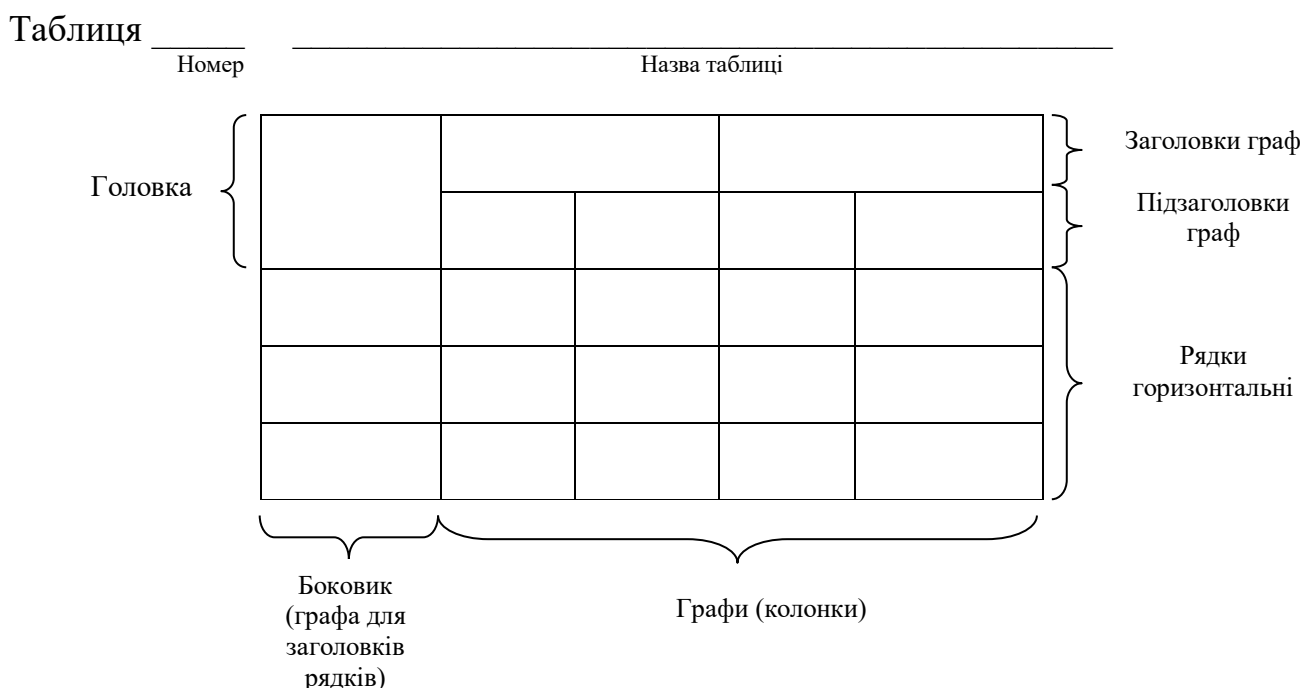 Таблиця _____ ____________________________________________
Номер Назва таблиці
Заголовки граф
Головка
Підзаголовки
граф
Рядки
горизонтальні
Боковик
(графа для
заголовків
рядків)
Графи (колонки)